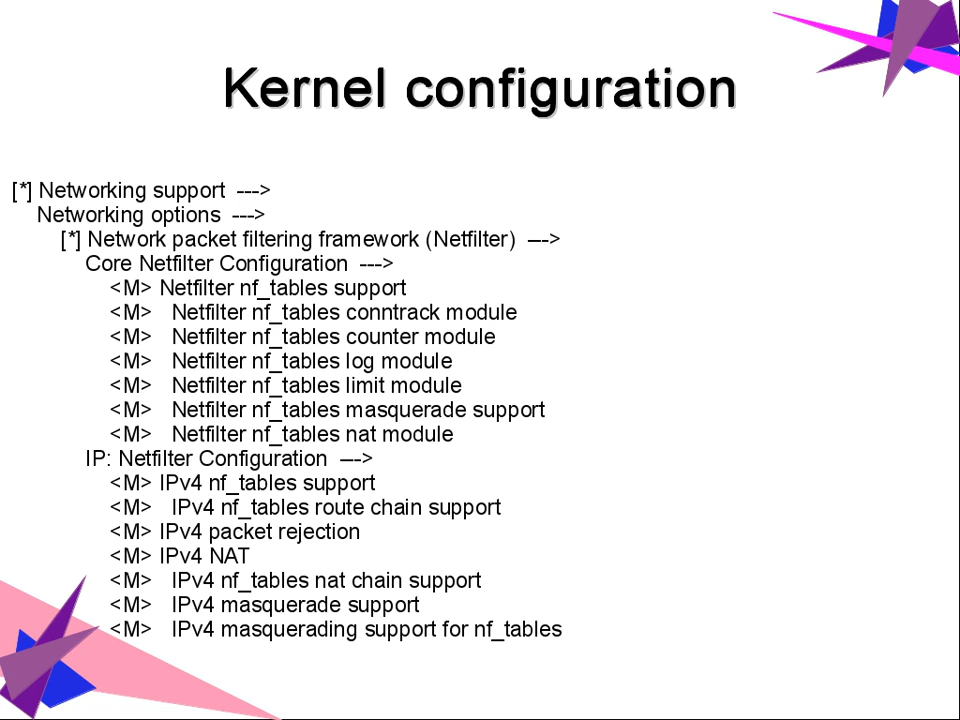 Kernel configuration
[*] Networking support  --->
    Networking options  --->
        [*] Network packet filtering framework (Netfilter)  --->
            Core Netfilter Configuration  --->
                <M> Netfilter nf_tables support
                <M>   Netfilter nf_tables conntrack module
                <M>   Netfilter nf_tables counter module
                <M>   Netfilter nf_tables log module
                <M>   Netfilter nf_tables limit module
                <M>   Netfilter nf_tables masquerade support
                <M>   Netfilter nf_tables nat module
            IP: Netfilter Configuration  --->
                <M> IPv4 nf_tables support
                <M>   IPv4 nf_tables route chain support
                <M> IPv4 packet rejection
                <M> IPv4 NAT
                <M>   IPv4 nf_tables nat chain support
                <M>   IPv4 masquerade support
                <M>   IPv4 masquerading support for nf_tables